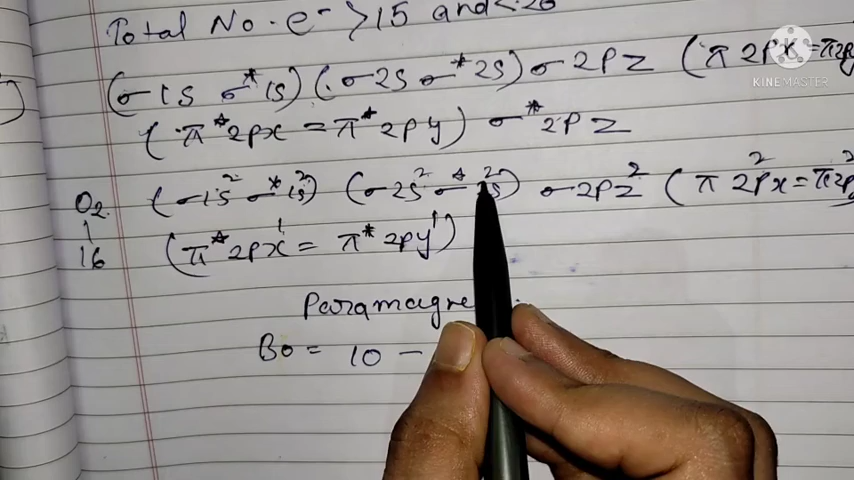 Total No. e⁻ >15 and <.20
(σ1s σ*1s)(σ2s σ*2s) σ2pz (π2px=π2py
(π*2px = π*2py) σ*2pz
O2. (σ1s² σ*1s²) (σ2s² σ*2s²) σ2pz² (π2px²=π2py²
16 (π*2px¹ = π*2py¹)
Paramagne
BO = 10 –
KINEMASTER